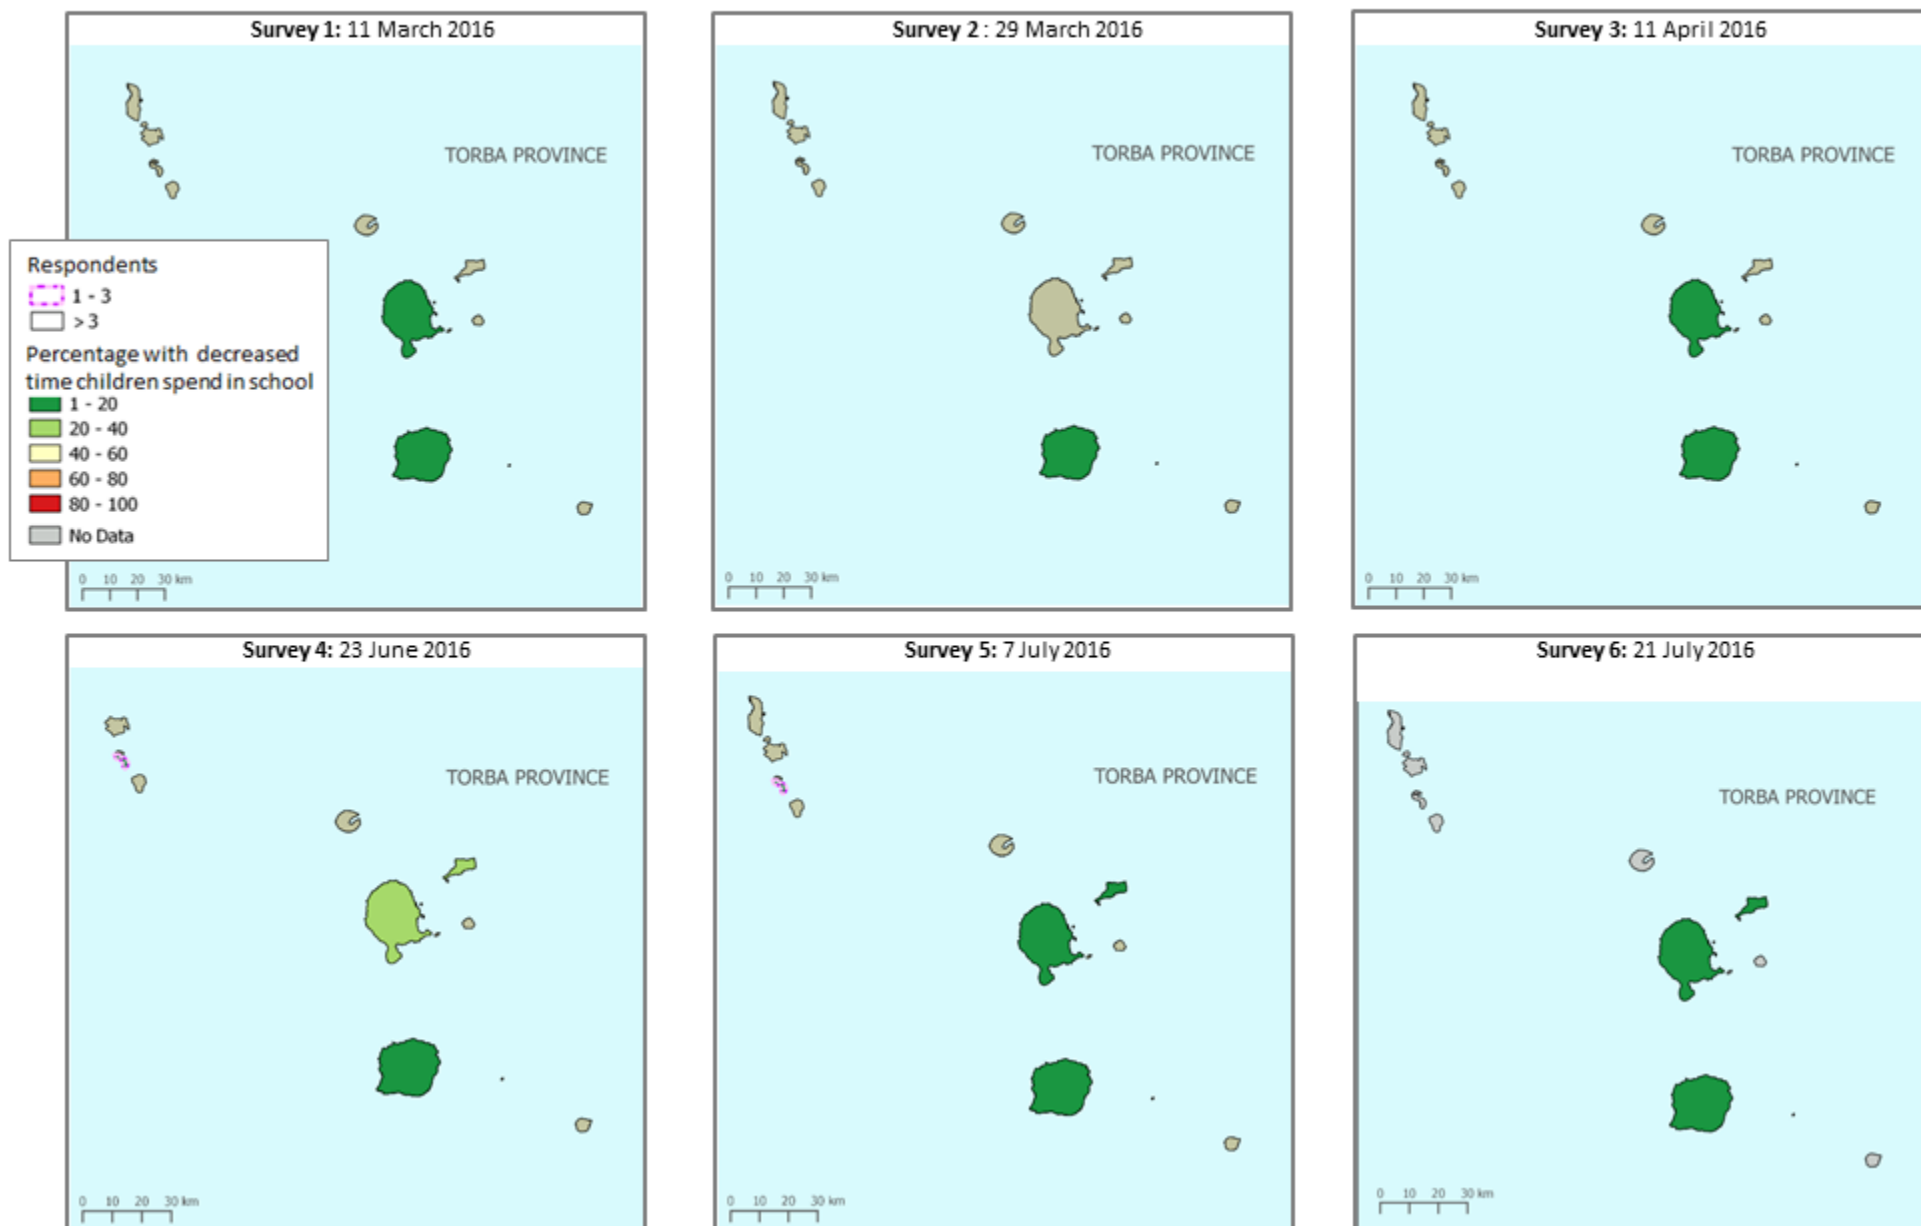 Survey 1: 11 March 2016
TORBA PROVINCE
0 10 20 30 km
Respondents
1 - 3
> 3
Percentage with decreased
time children spend in school
1 - 20
20 - 40
40 - 60
60 - 80
80 - 100
No Data
Survey 2 : 29 March 2016
TORBA PROVINCE
0 10 20 30 km
Survey 3: 11 April 2016
TORBA PROVINCE
0 10 20 30 km
Survey 4: 23 June 2016
TORBA PROVINCE
0 10 20 30 km
Survey 5: 7 July 2016
TORBA PROVINCE
0 10 20 30 km
Survey 6: 21 July 2016
TORBA PROVINCE
0 10 20 30 km